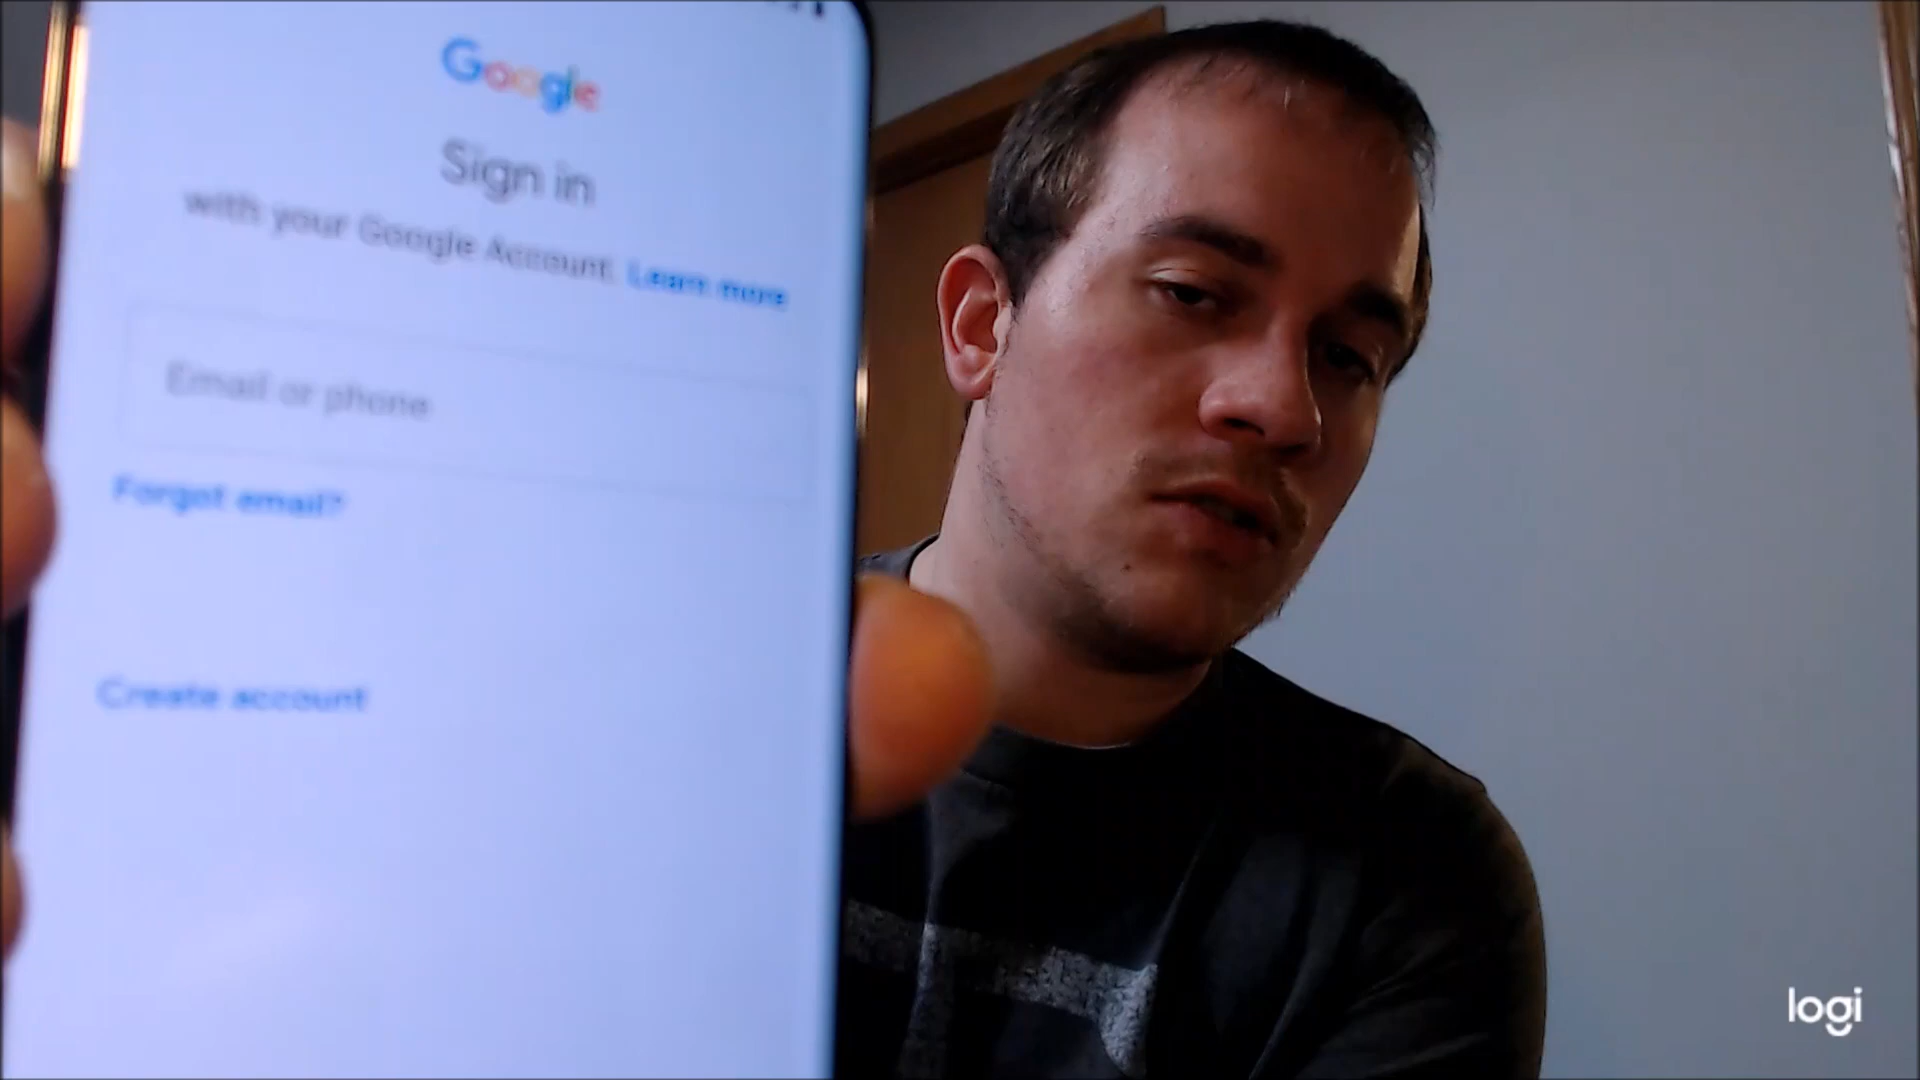 Google
Sign in
with your Google Account. Learn more
Email or phone
Forgot email?
Create account
logi